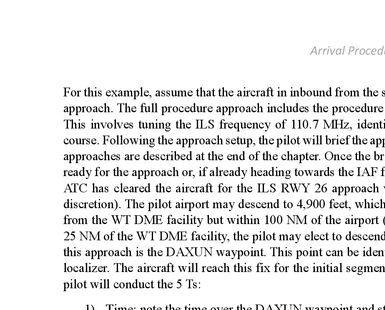 Arrival Proced
For this example, assume that the aircraft in inbound from the s
approach. The full procedure approach includes the procedure
This involves tuning the ILS frequency of 110.7 MHz, identi
course. Following the approach setup, the pilot will brief the app
approaches are described at the end of the chapter. Once the br
ready for the approach or, if already heading towards the IAF f
ATC has cleared the aircraft for the ILS RWY 26 approach
discretion). The pilot airport may descend to 4,900 feet, which
from the WT DME facility but within 100 NM of the airport (
25 NM of the WT DME facility, the pilot may elect to descend
this approach is the DAXUN waypoint. This point can be iden
localizer. The aircraft will reach this fix for the initial segmen
pilot will conduct the 5 Ts:
1) Time: note the time over the DAXUN waypoint and st